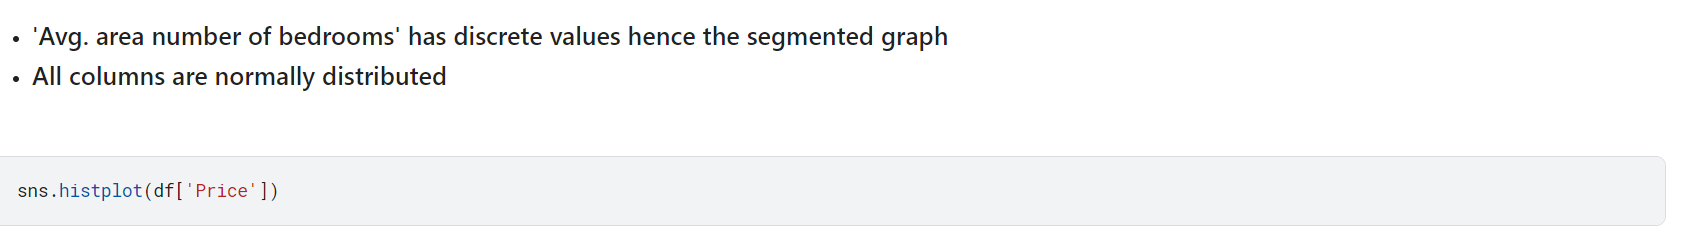 • 'Avg. area number of bedrooms' has discrete values hence the segmented graph
• All columns are normally distributed
sns.histplot(df['Price'])